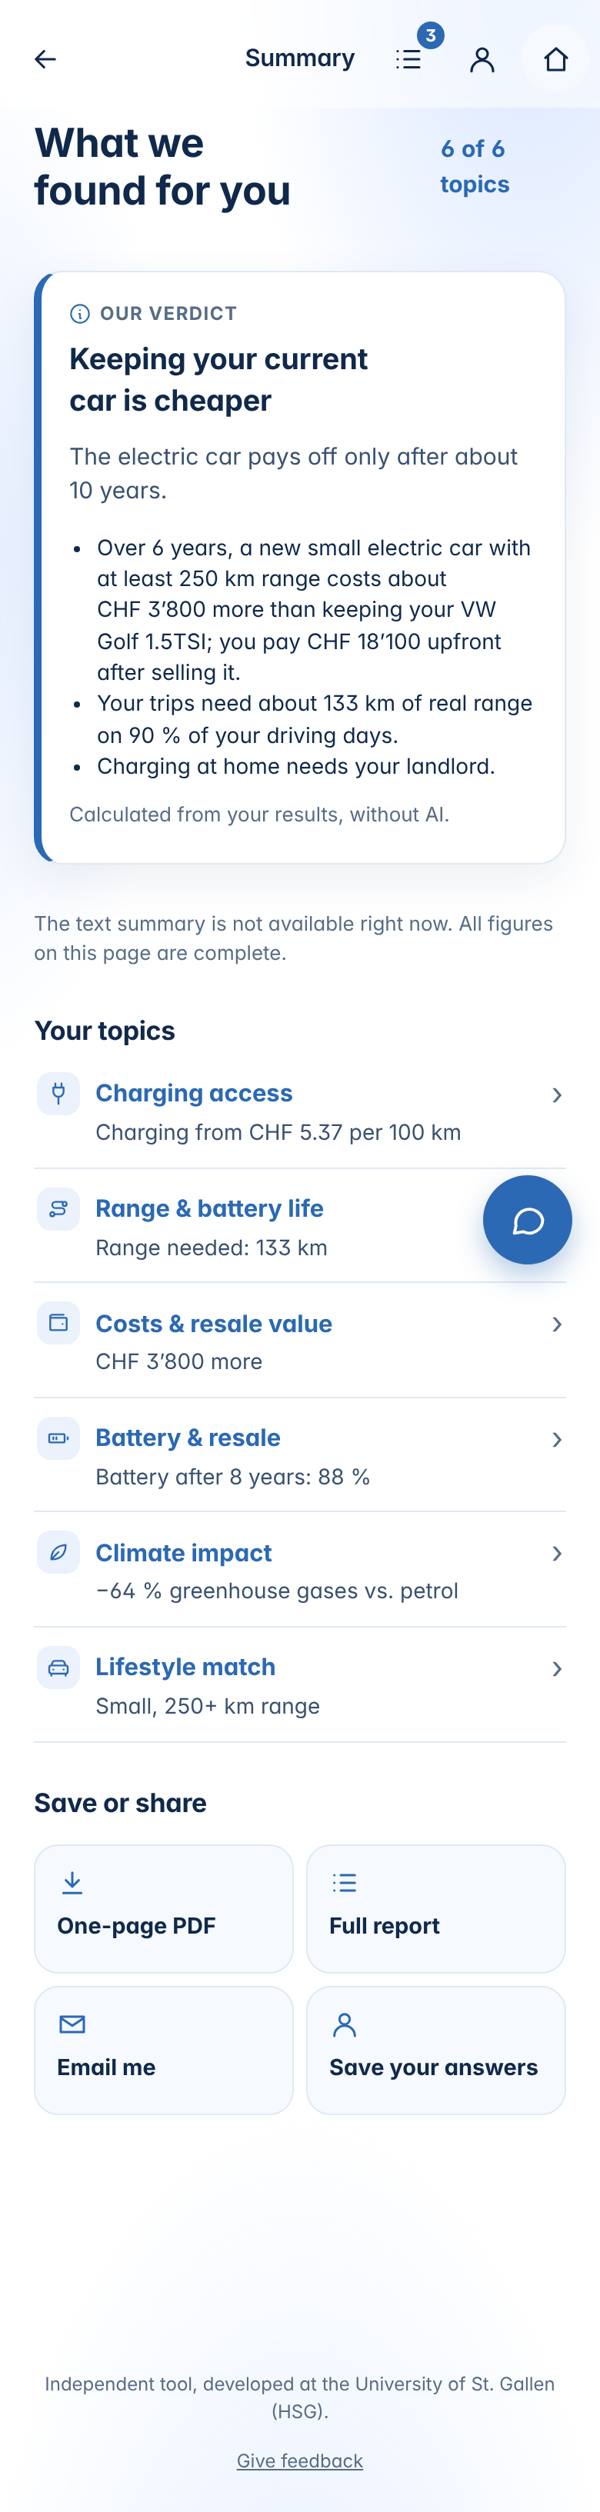 Summary
3
What we
found for you
6 of 6
topics
OUR VERDICT
Keeping your current
car is cheaper
The electric car pays off only after about
10 years.
• Over 6 years, a new small electric car with
at least 250 km range costs about
CHF 3’800 more than keeping your VW
Golf 1.5TSI; you pay CHF 18’100 upfront
after selling it.
• Your trips need about 133 km of real range
on 90 % of your driving days.
• Charging at home needs your landlord.
Calculated from your results, without AI.
The text summary is not available right now. All figures
on this page are complete.
Your topics
Charging access
Charging from CHF 5.37 per 100 km
Range & battery life
Range needed: 133 km
Costs & resale value
CHF 3’800 more
Battery & resale
Battery after 8 years: 88 %
Climate impact
−64 % greenhouse gases vs. petrol
Lifestyle match
Small, 250+ km range
Save or share
One-page PDF
Full report
Email me
Save your answers
Independent tool, developed at the University of St. Gallen
(HSG).
Give feedback